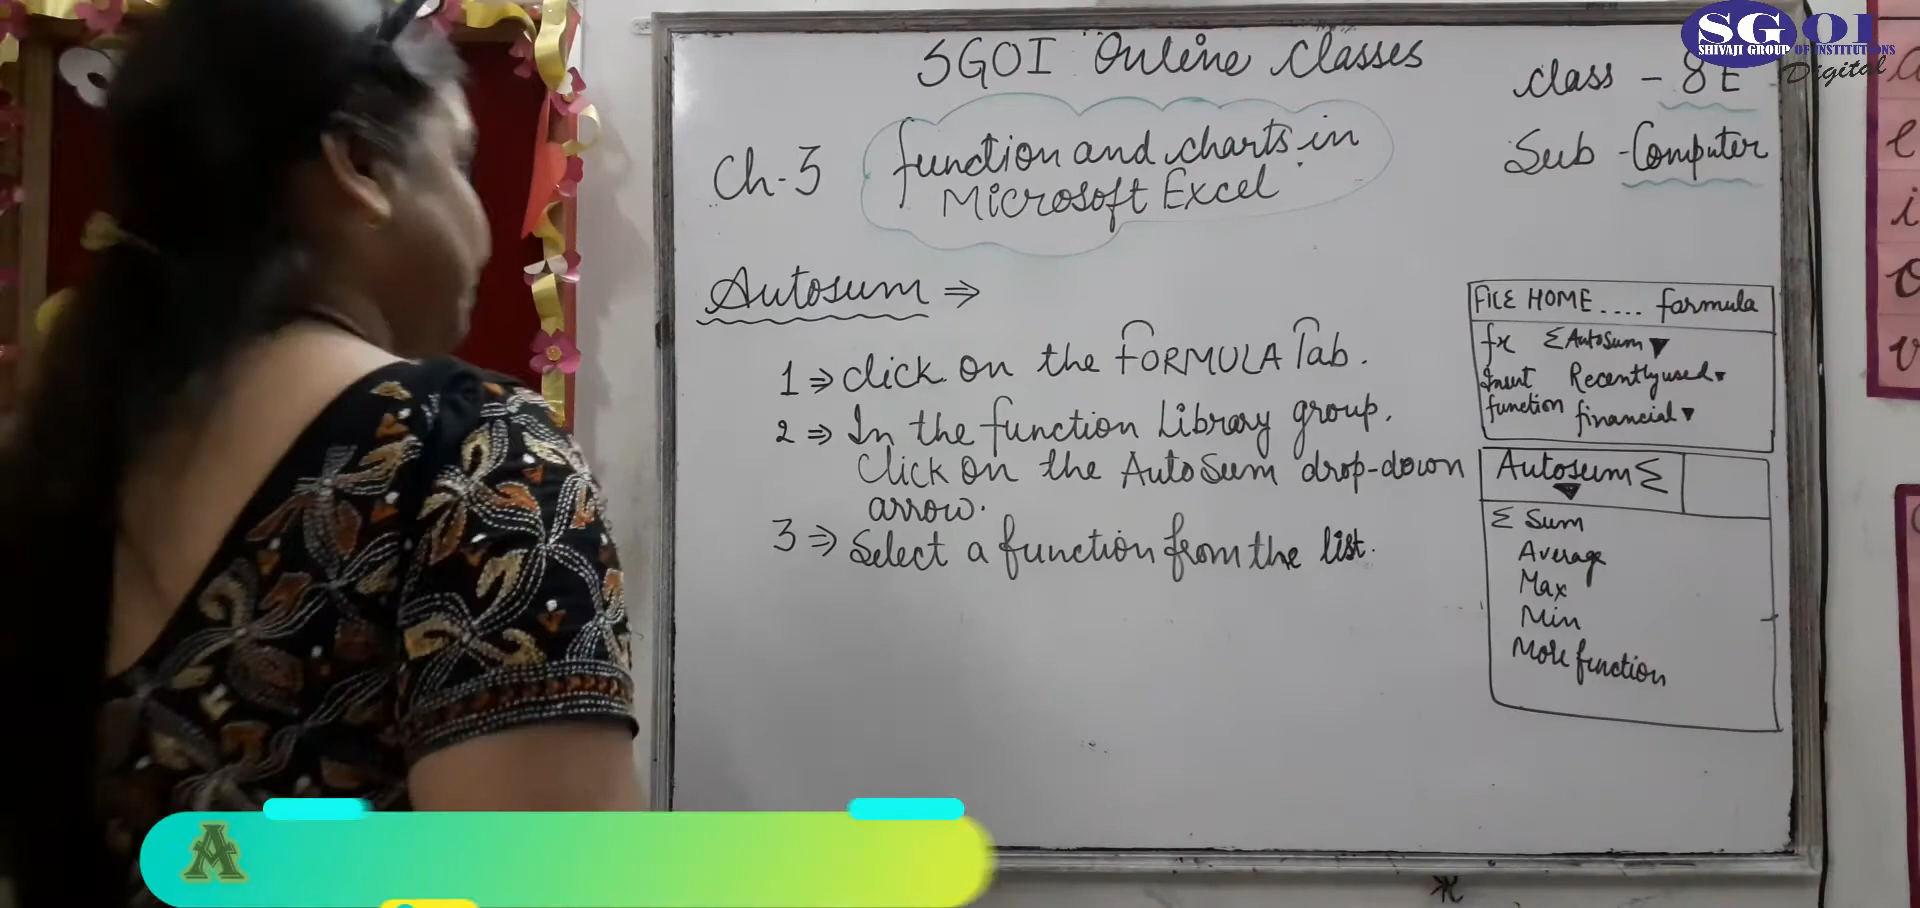 SGOI Online Classes
class - 8 E
Sub - Computer
Ch-5
function and charts in
Microsoft Excel
Autosum ⇒
1 ⇒ click on the FORMULA Tab.
2 ⇒ In the function Library group.
Click on the AutoSum drop-down
arrow.
3 ⇒ Select a function from the list.
FILE HOME .... formula
fx Σ AutoSum ▼
Insert Recently used ▼
function financial ▼
Autosum Σ
▼
Σ Sum
Average
Max
Min
More function
SGOI
SHIVAJI GROUP OF INSTITUTIONS
Digital
A